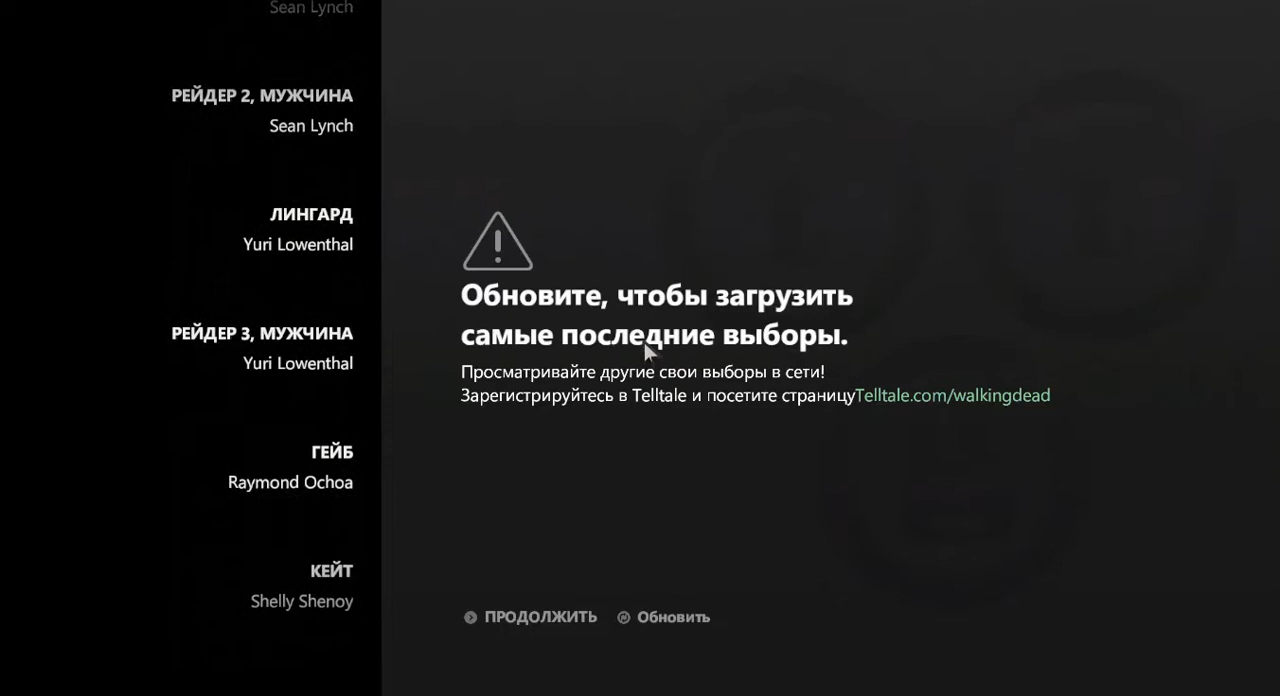 Sean Lynch
РЕЙДЕР 2, МУЖЧИНА
Sean Lynch
ЛИНГАРД
Yuri Lowenthal
РЕЙДЕР 3, МУЖЧИНА
Yuri Lowenthal
ГЕЙБ
Raymond Ochoa
КЕЙТ
Shelly Shenoy
Обновите, чтобы загрузить
самые последние выборы.
Просматривайте другие свои выборы в сети!
Зарегистрируйтесь в Telltale и посетите страницуTelltale.com/walkingdead
ПРОДОЛЖИТЬ Обновить